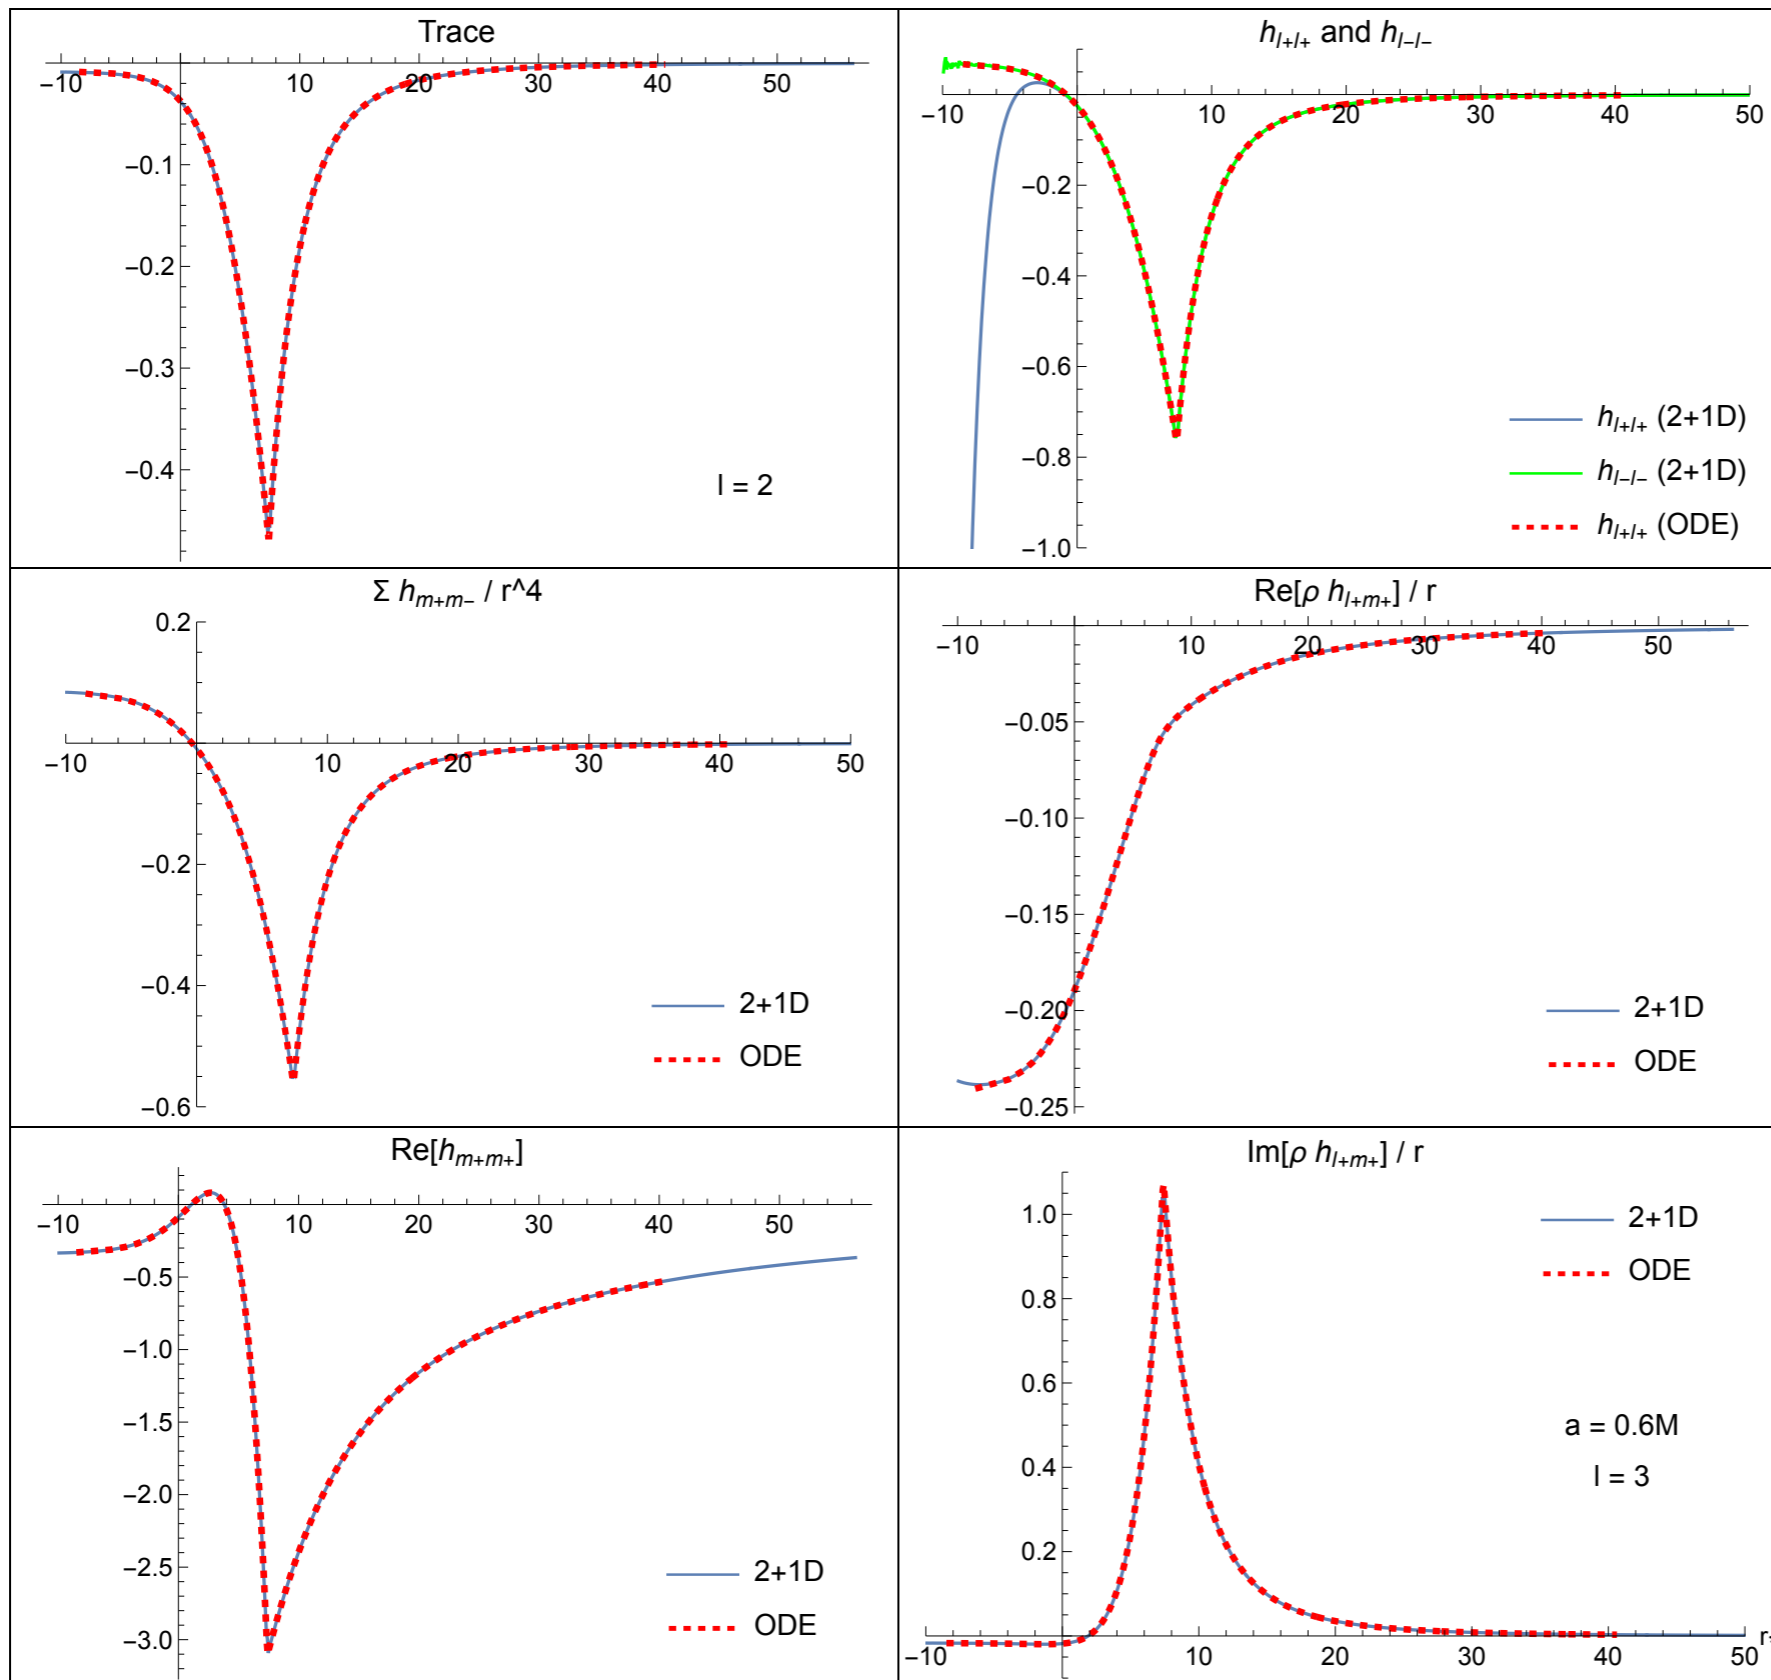 Trace
−10 10 20 30 40 50
−0.1
−0.2
−0.3
−0.4
l = 2
h_{l+l+} and h_{l−l−}
−10 10 20 30 40 50
−0.2
−0.4
−0.6
−0.8
−1.0
h_{l+l+} (2+1D)
h_{l−l−} (2+1D)
h_{l+l+} (ODE)
Σ h_{m+m−} / r^4
0.2
−10 10 20 30 40 50
−0.2
−0.4
−0.6
2+1D
ODE
Re[ρ h_{l+m+}] / r
−10 10 20 30 40 50
−0.05
−0.10
−0.15
−0.20
−0.25
2+1D
ODE
Re[h_{m+m+}]
−10 10 20 30 40 50
−0.5
−1.0
−1.5
−2.0
−2.5
−3.0
2+1D
ODE
Im[ρ h_{l+m+}] / r
1.0
0.8
0.6
0.4
0.2
−10 10 20 30 40 50
2+1D
ODE
a = 0.6M
l = 3